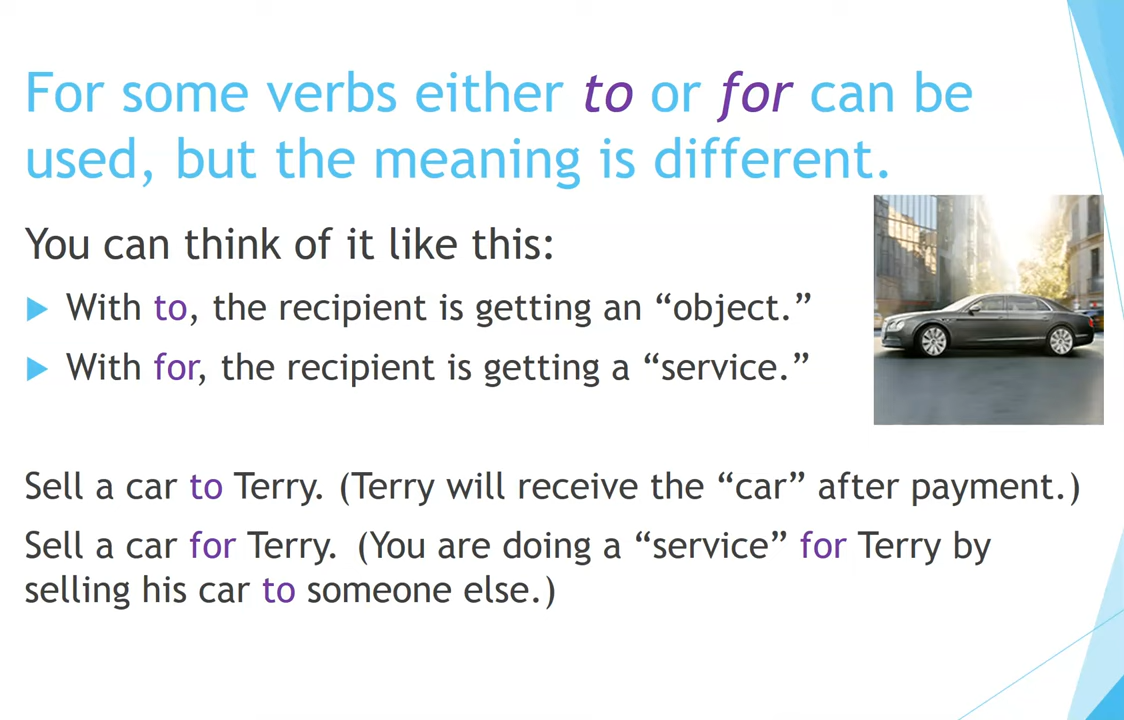 For some verbs either to or for can be
used, but the meaning is different.
You can think of it like this:
With to, the recipient is getting an “object.”
With for, the recipient is getting a “service.”
Sell a car to Terry. (Terry will receive the “car” after payment.)
Sell a car for Terry. (You are doing a “service” for Terry by
selling his car to someone else.)